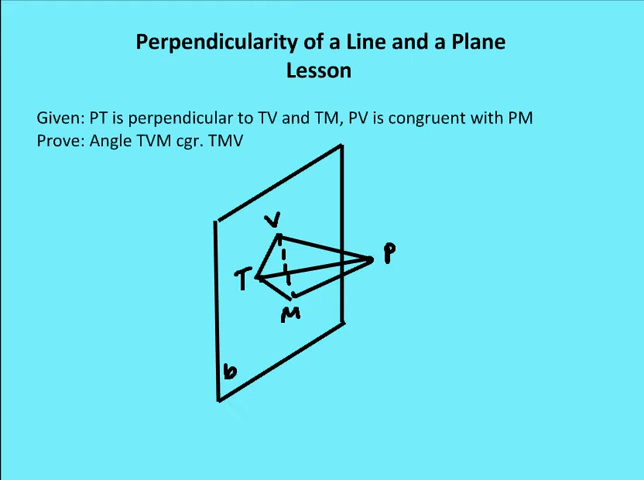 Perpendicularity of a Line and a Plane
Lesson
Given: PT is perpendicular to TV and TM, PV is congruent with PM
Prove: Angle TVM cgr. TMV
V
P
T
M
b